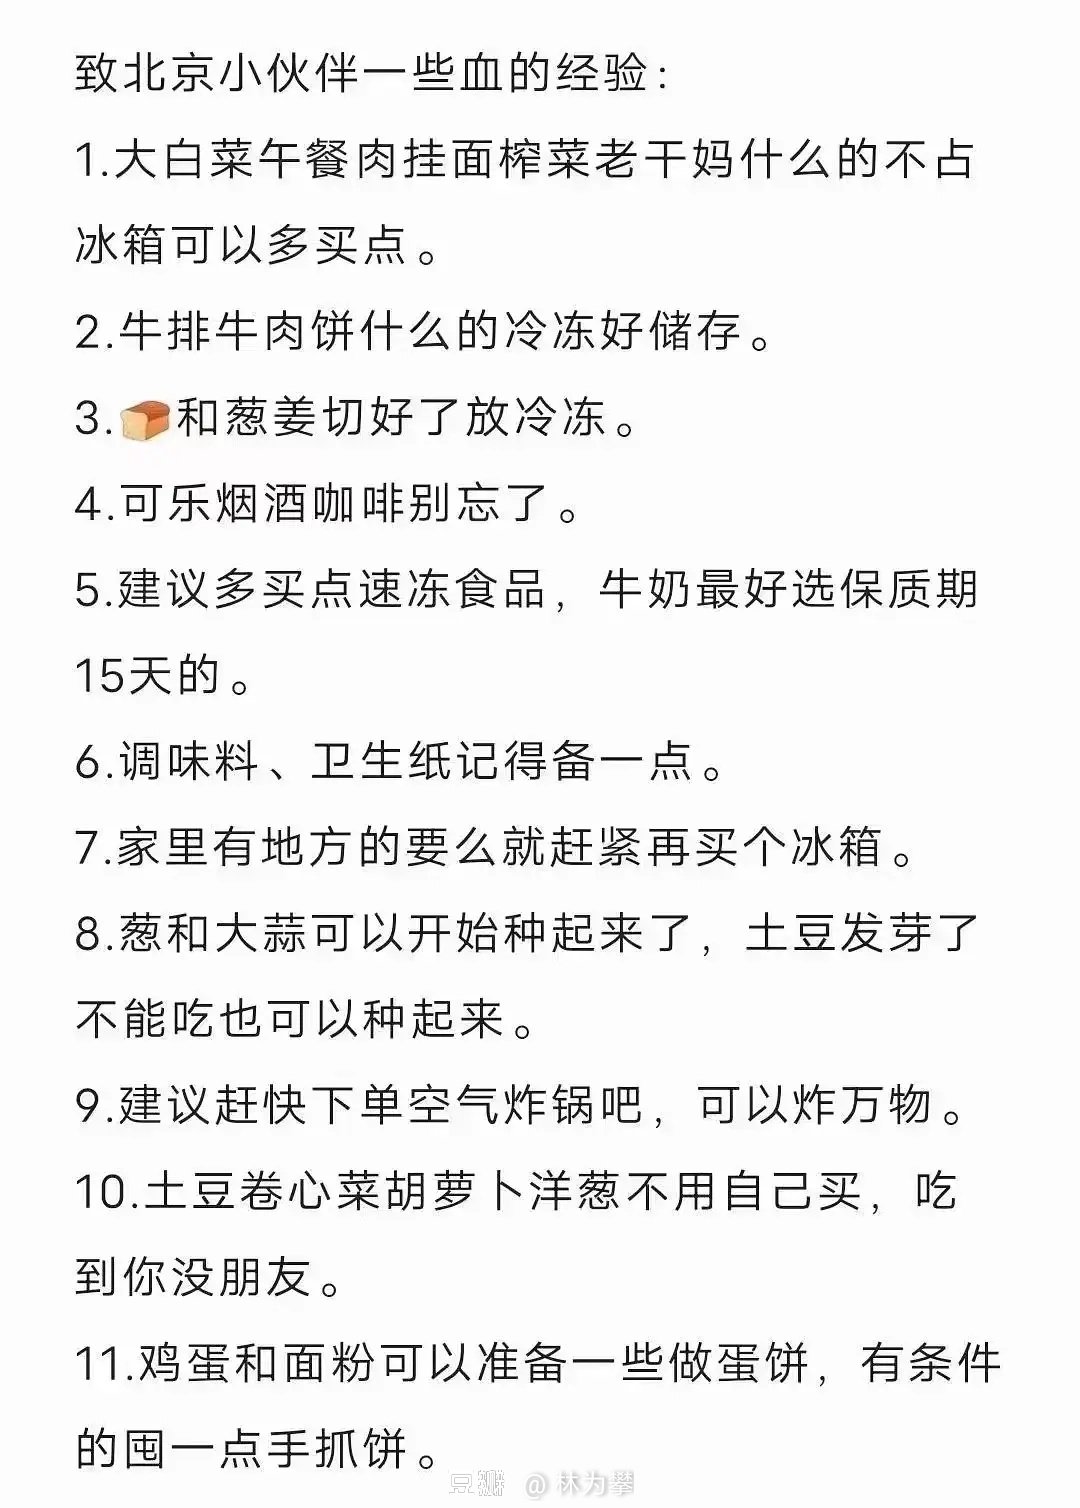 致北京小伙伴一些血的经验：
1.大白菜午餐肉挂面榨菜老干妈什么的不占
冰箱可以多买点。
2.牛排牛肉饼什么的冷冻好储存。
3.🍞和葱姜切好了放冷冻。
4.可乐烟酒咖啡别忘了。
5.建议多买点速冻食品，牛奶最好选保质期
15天的。
6.调味料、卫生纸记得备一点。
7.家里有地方的要么就赶紧再买个冰箱。
8.葱和大蒜可以开始种起来了，土豆发芽了
不能吃也可以种起来。
9.建议赶快下单空气炸锅吧，可以炸万物。
10.土豆卷心菜胡萝卜洋葱不用自己买，吃
到你没朋友。
11.鸡蛋和面粉可以准备一些做蛋饼，有条件
的囤一点手抓饼。
豆瓣 @林为攀